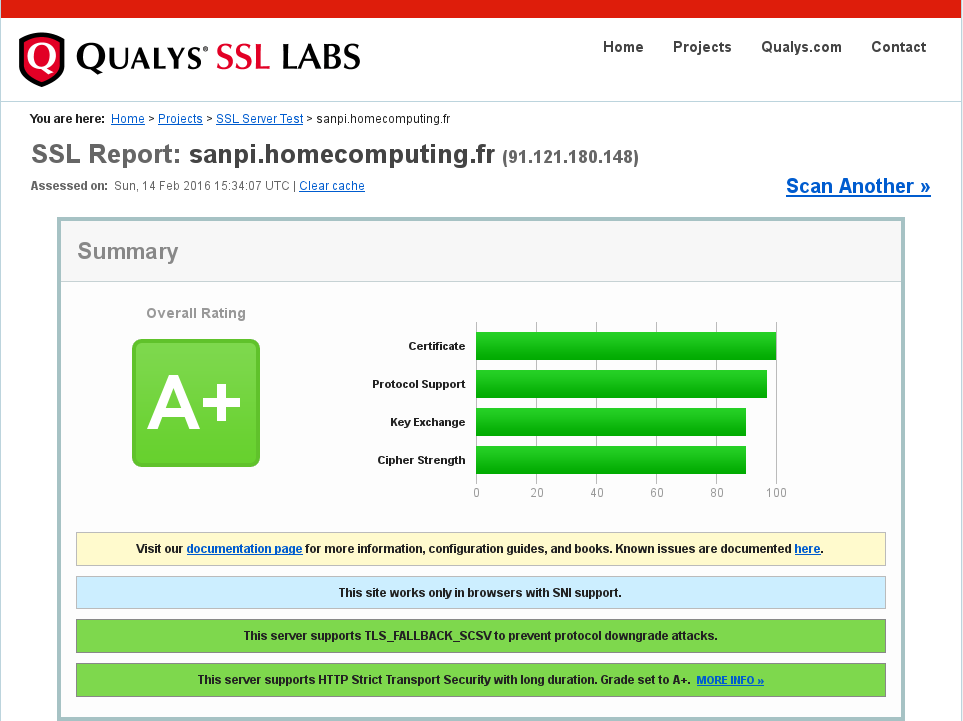 QUALYS® SSL LABS
Home Projects Qualys.com Contact
You are here: Home > Projects > SSL Server Test > sanpi.homecomputing.fr
SSL Report: sanpi.homecomputing.fr (91.121.180.148)
Assessed on: Sun, 14 Feb 2016 15:34:07 UTC | Clear cache
Scan Another »
Summary
Overall Rating
A+
Certificate
Protocol Support
Key Exchange
Cipher Strength
0 20 40 60 80 100
Visit our documentation page for more information, configuration guides, and books. Known issues are documented here.
This site works only in browsers with SNI support.
This server supports TLS_FALLBACK_SCSV to prevent protocol downgrade attacks.
This server supports HTTP Strict Transport Security with long duration. Grade set to A+. MORE INFO »